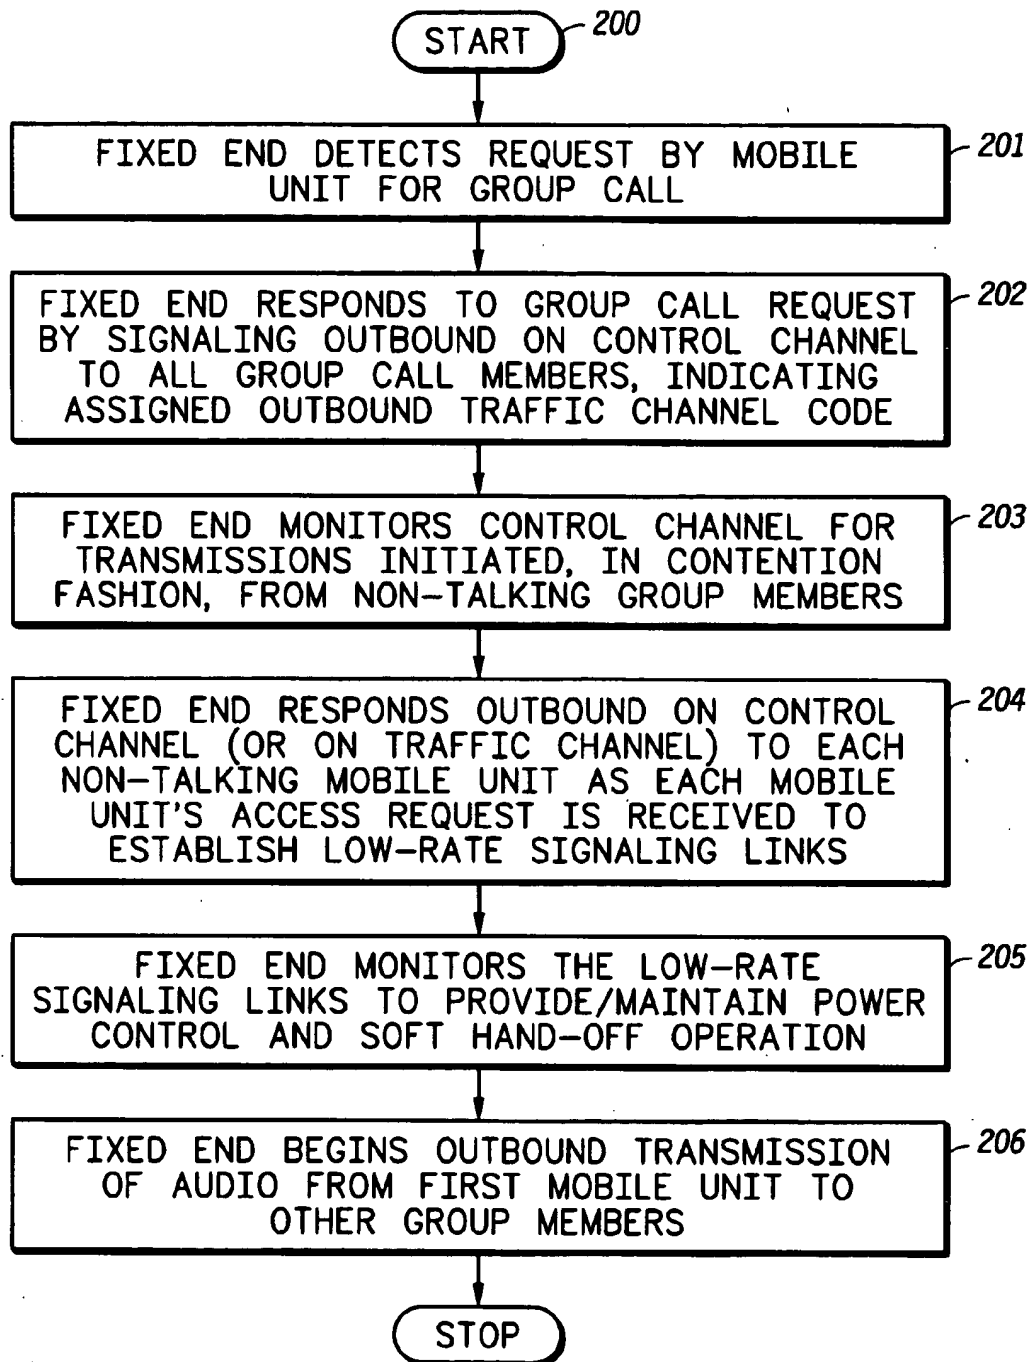 START
200
FIXED END DETECTS REQUEST BY MOBILE
UNIT FOR GROUP CALL
201
FIXED END RESPONDS TO GROUP CALL REQUEST
BY SIGNALING OUTBOUND ON CONTROL CHANNEL
TO ALL GROUP CALL MEMBERS, INDICATING
ASSIGNED OUTBOUND TRAFFIC CHANNEL CODE
202
FIXED END MONITORS CONTROL CHANNEL FOR
TRANSMISSIONS INITIATED, IN CONTENTION
FASHION, FROM NON-TALKING GROUP MEMBERS
203
FIXED END RESPONDS OUTBOUND ON CONTROL
CHANNEL (OR ON TRAFFIC CHANNEL) TO EACH
NON-TALKING MOBILE UNIT AS EACH MOBILE
UNIT'S ACCESS REQUEST IS RECEIVED TO
ESTABLISH LOW-RATE SIGNALING LINKS
204
FIXED END MONITORS THE LOW-RATE
SIGNALING LINKS TO PROVIDE/MAINTAIN POWER
CONTROL AND SOFT HAND-OFF OPERATION
205
FIXED END BEGINS OUTBOUND TRANSMISSION
OF AUDIO FROM FIRST MOBILE UNIT TO
OTHER GROUP MEMBERS
206
STOP